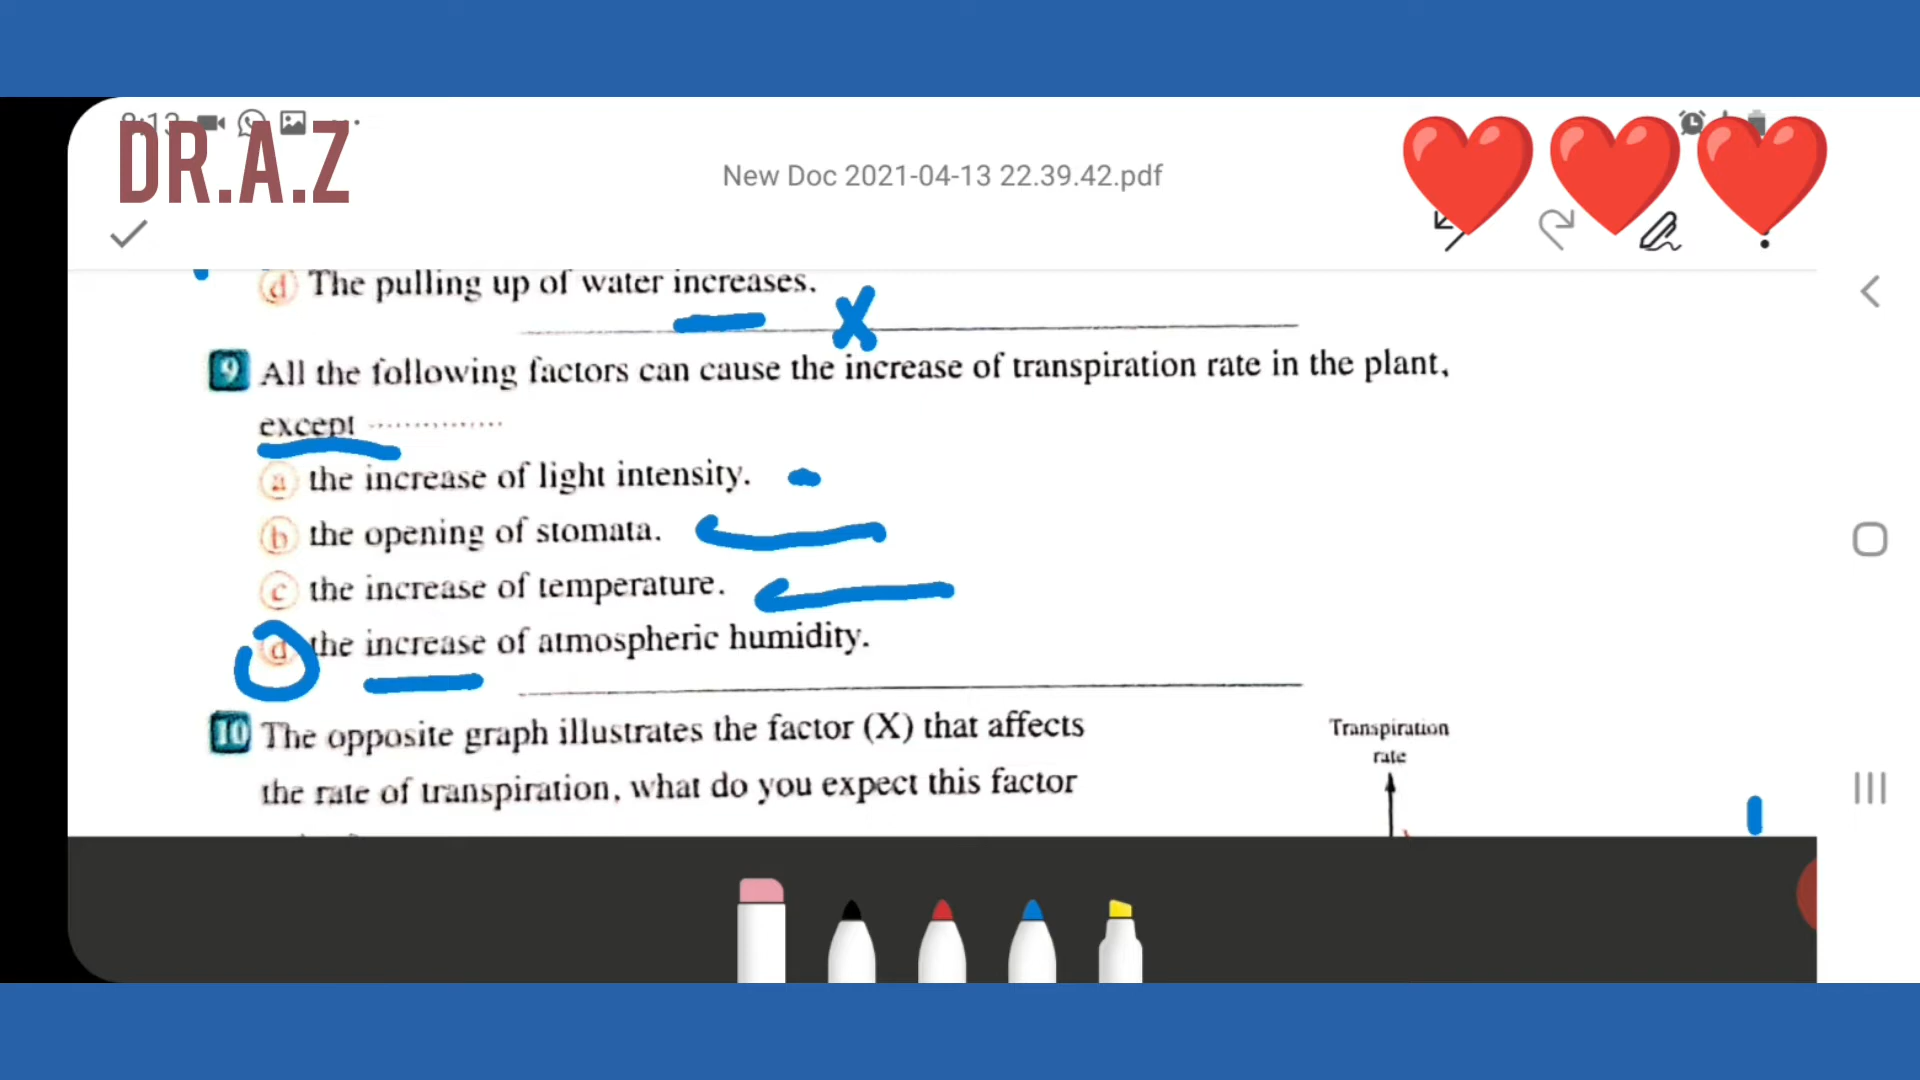 8:13
DR.A.Z
New Doc 2021-04-13 22.39.42.pdf
d The pulling up of water increases.
9 All the following factors can cause the increase of transpiration rate in the plant,
except ..............
a the increase of light intensity.
b the opening of stomata.
c the increase of temperature.
d the increase of atmospheric humidity.
10 The opposite graph illustrates the factor (X) that affects
the rate of transpiration, what do you expect this factor
Transpiration
rate